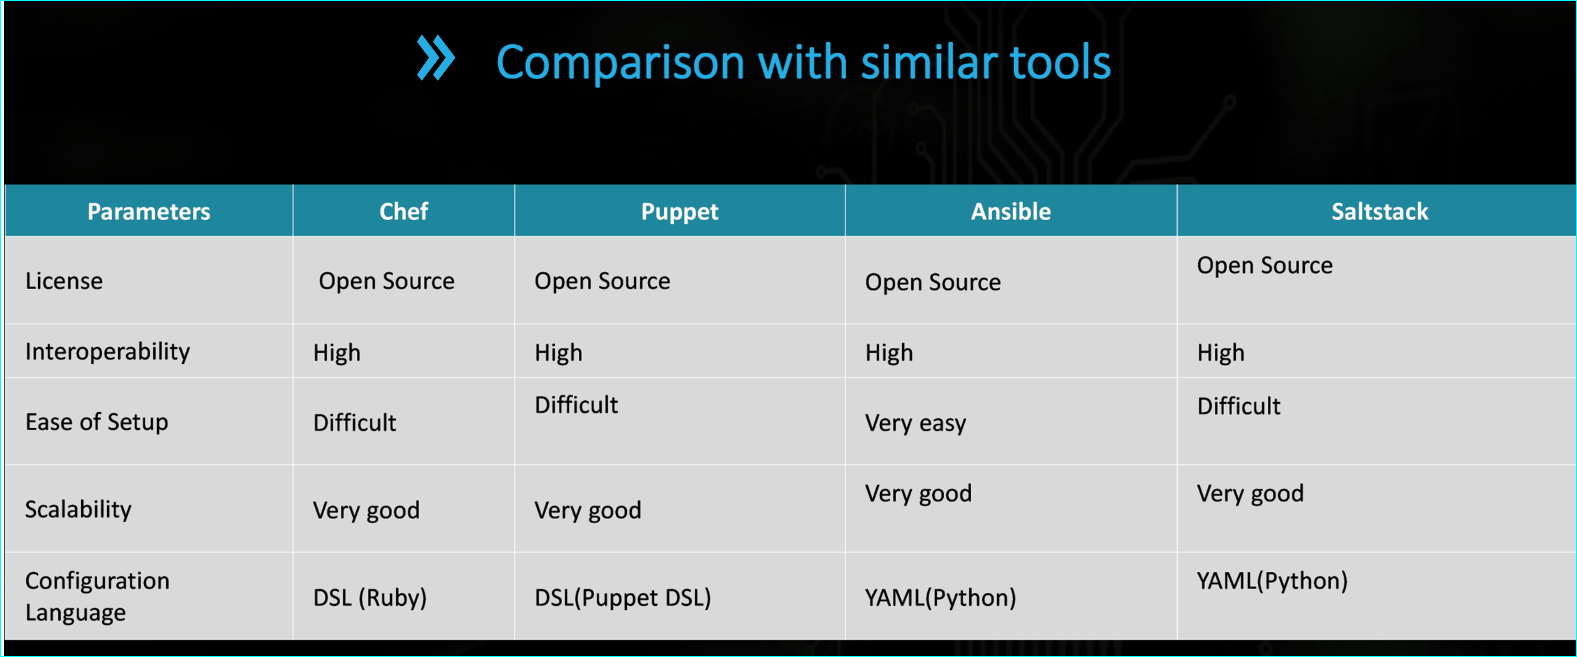 Comparison with similar tools
Parameters Chef Puppet Ansible Saltstack
License Open Source Open Source Open Source Open Source
Interoperability High High High High
Ease of Setup Difficult Difficult Very easy Difficult
Scalability Very good Very good Very good Very good
Configuration
Language DSL (Ruby) DSL(Puppet DSL) YAML(Python) YAML(Python)